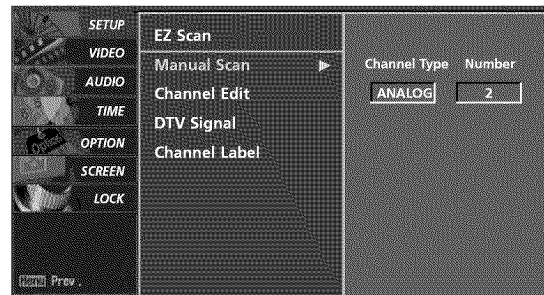 SETUP
VIDEO
AUDIO
TIME
OPTION
SCREEN
LOCK
Menu Prev.
EZ Scan
Manual Scan ▶
Channel Edit
DTV Signal
Channel Label
Channel Type Number
ANALOG 2